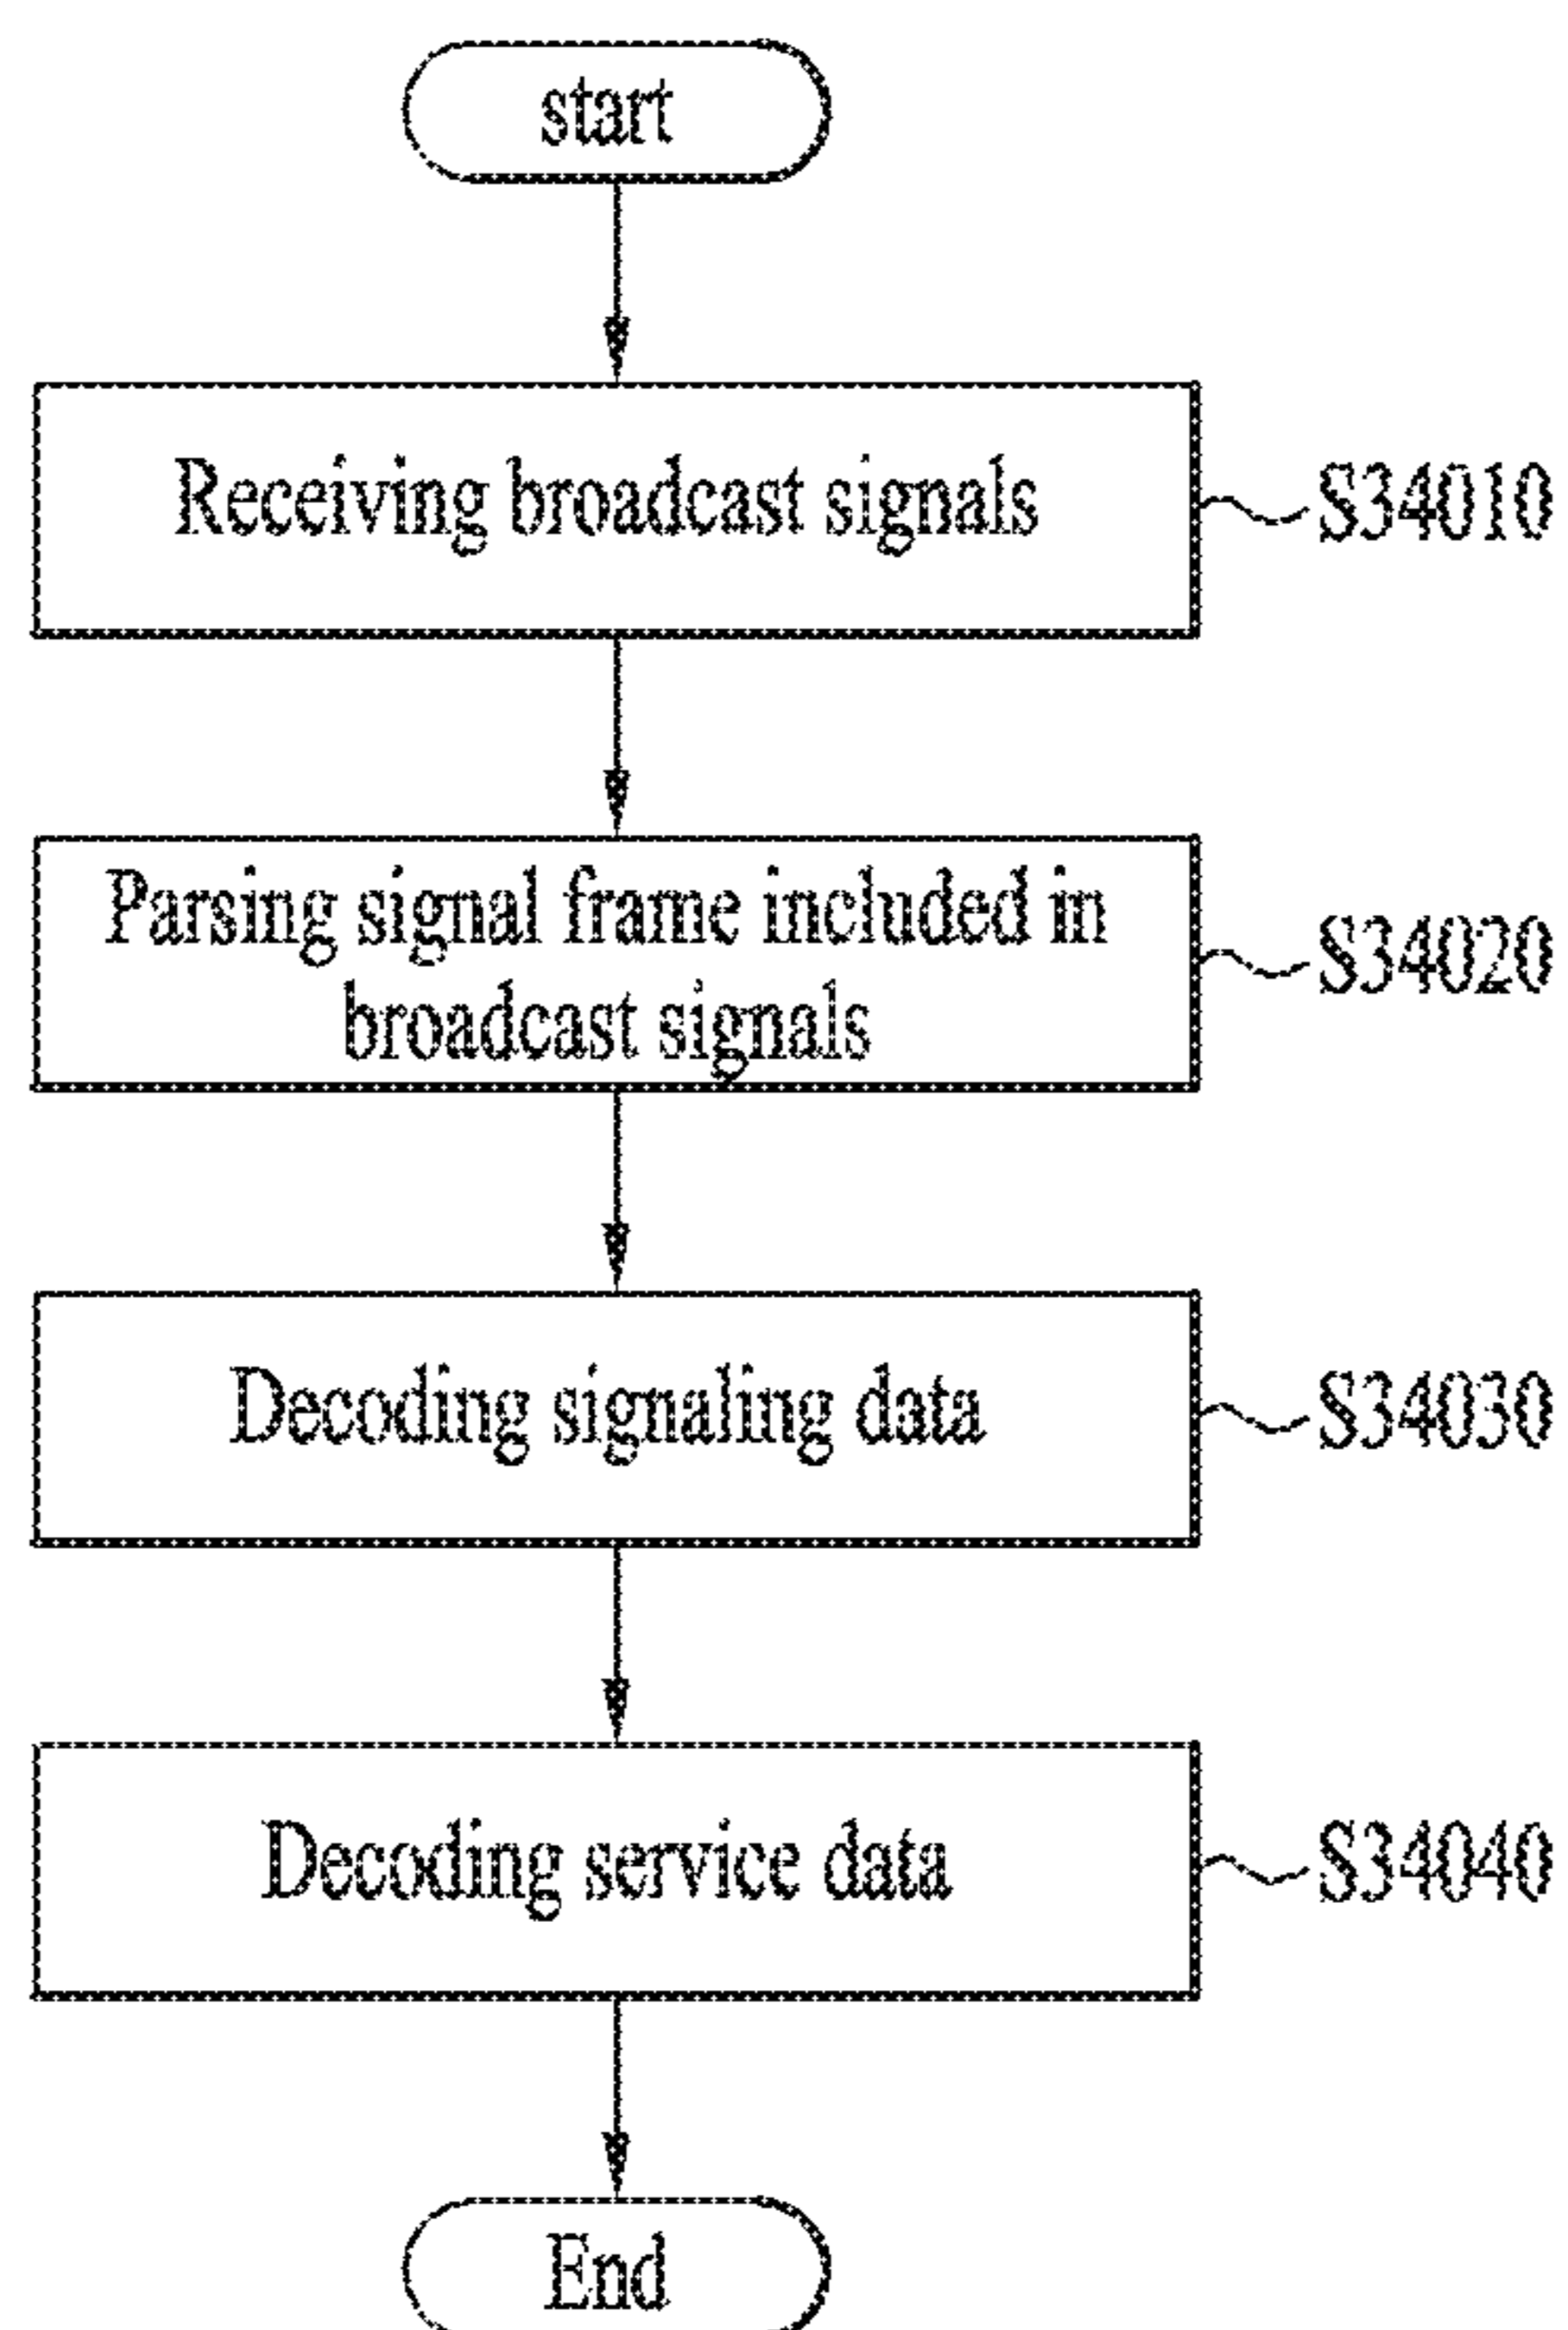 start
Receiving broadcast signals
S34010
Parsing signal frame included in
broadcast signals
S34020
Decoding signaling data
S34030
Decoding service data
S34040
End